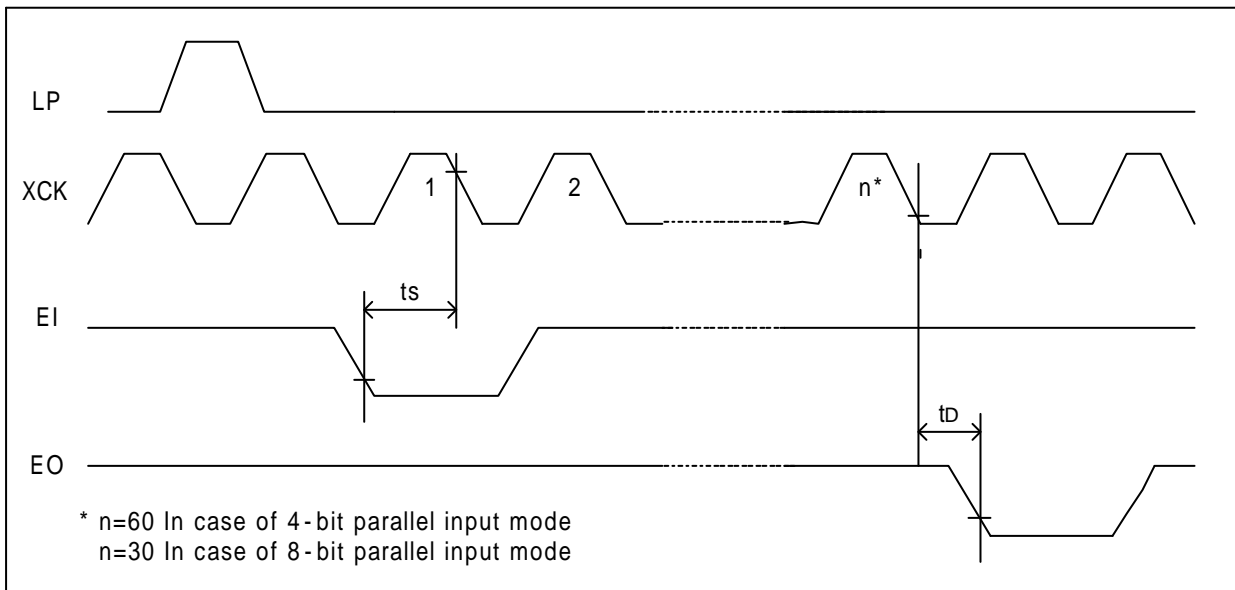 LP
XCK
1
2
n*
ts
EI
tD
EO
* n=60 In case of 4-bit parallel input mode
n=30 In case of 8-bit parallel input mode